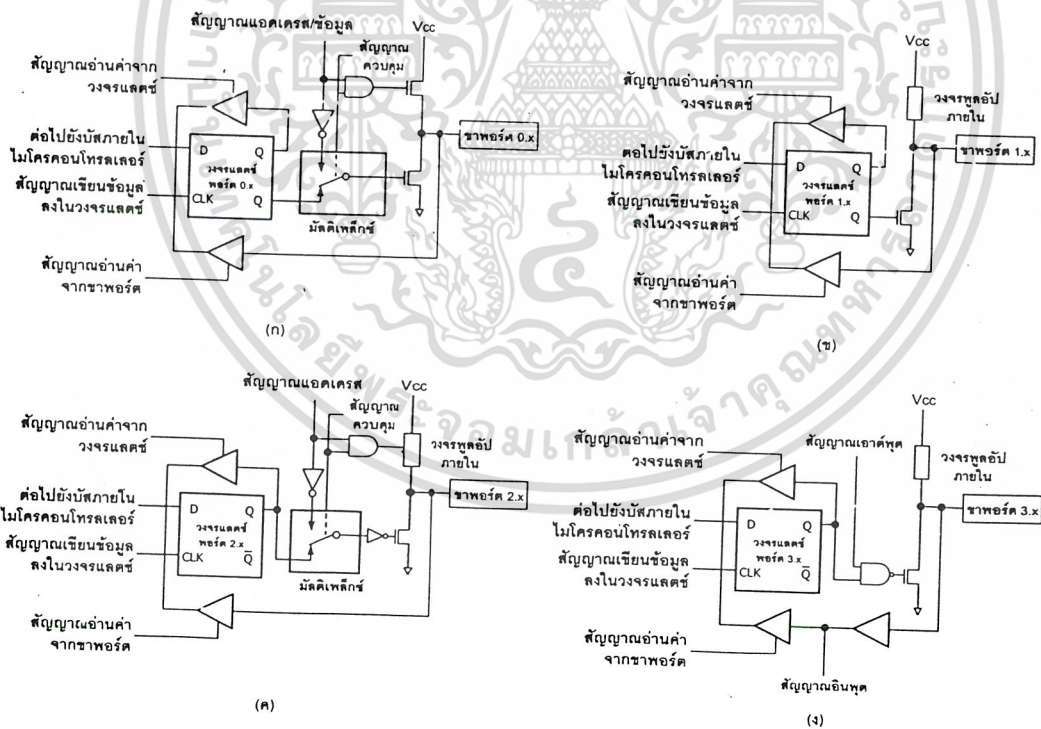 สัญญาณแอดเดรส/ข้อมูล
Vcc
สัญญาณ
ควบคุม
สัญญาณอ่านค่าจาก
วงจรแลตช์
ต่อไปยังบัสภายใน
ไมโครคอนโทรลเลอร์
สัญญาณเขียนข้อมูล
ลงในวงจรแลตช์
D Q
วงจรแลตช์
พอร์ต 0.x
CLK Q
มัลติเพล็กซ์
ขาพอร์ต 0.x
สัญญาณอ่านค่า
จากขาพอร์ต
(ก)
Vcc
สัญญาณอ่านค่าจาก
วงจรแลตช์
วงจรพูลอัป
ภายใน
ขาพอร์ต 1.x
ต่อไปยังบัสภายใน
ไมโครคอนโทรลเลอร์
สัญญาณเขียนข้อมูล
ลงในวงจรแลตช์
D Q
วงจรแลตช์
พอร์ต 1.x
CLK Q
สัญญาณอ่านค่า
จากขาพอร์ต
(ข)
สัญญาณแอดเดรส
Vcc
สัญญาณ
ควบคุม
สัญญาณอ่านค่าจาก
วงจรแลตช์
วงจรพูลอัป
ภายใน
ขาพอร์ต 2.x
ต่อไปยังบัสภายใน
ไมโครคอนโทรลเลอร์
สัญญาณเขียนข้อมูล
ลงในวงจรแลตช์
D Q
วงจรแลตช์
พอร์ต 2.x
CLK Q̅
มัลติเพล็กซ์
สัญญาณอ่านค่า
จากขาพอร์ต
(ค)
Vcc
สัญญาณอ่านค่าจาก
วงจรแลตช์
สัญญาณเอาต์พุต
วงจรพูลอัป
ภายใน
ขาพอร์ต 3.x
ต่อไปยังบัสภายใน
ไมโครคอนโทรลเลอร์
สัญญาณเขียนข้อมูล
ลงในวงจรแลตช์
D Q
วงจรแลตช์
พอร์ต 3.x
CLK Q̅
สัญญาณอ่านค่า
จากขาพอร์ต
สัญญาณอินพุต
(ง)